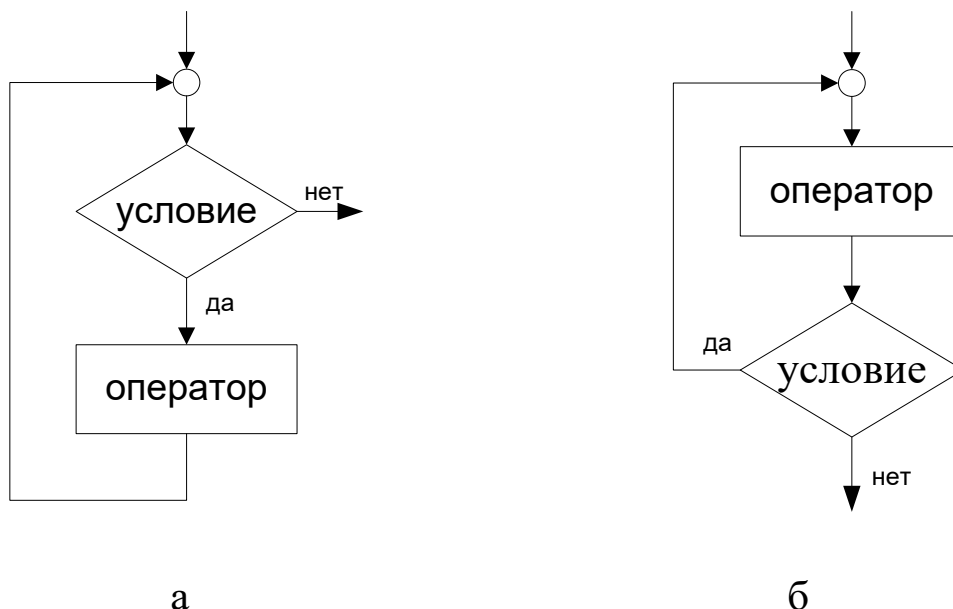 условие
нет
да
оператор
а
оператор
да
условие
нет
б